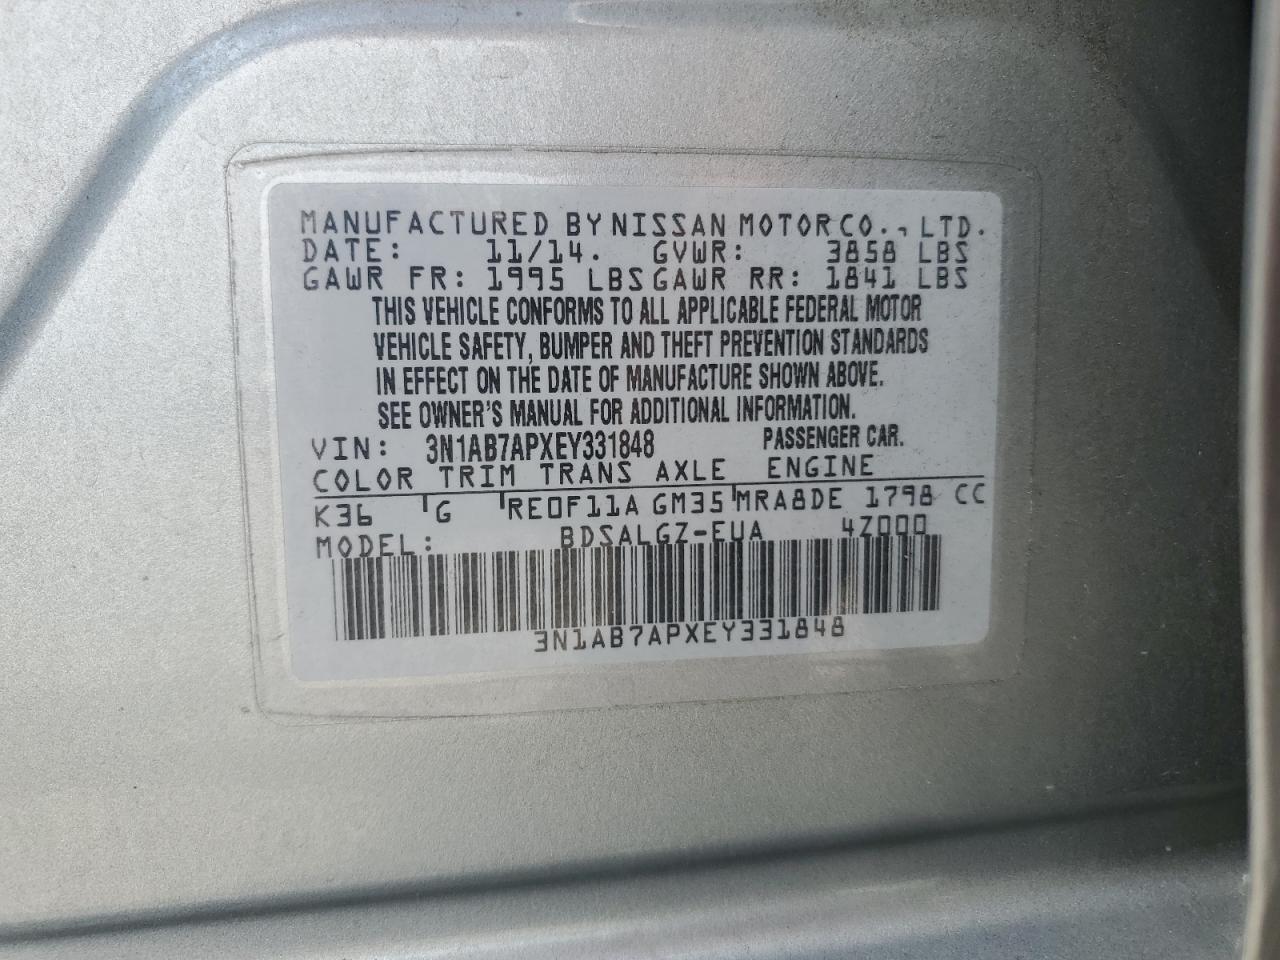 MANUFACTURED BY NISSAN MOTOR CO., LTD.
DATE: 11/14. GVWR: 3858 LBS
GAWR FR: 1995 LBS GAWR RR: 1841 LBS
THIS VEHICLE CONFORMS TO ALL APPLICABLE FEDERAL MOTOR
VEHICLE SAFETY, BUMPER AND THEFT PREVENTION STANDARDS
IN EFFECT ON THE DATE OF MANUFACTURE SHOWN ABOVE.
SEE OWNER'S MANUAL FOR ADDITIONAL INFORMATION.
VIN: 3N1AB7APXEY331848 PASSENGER CAR.
COLOR TRIM TRANS AXLE ENGINE
K36 G RE0F11A GM35 MRA8DE 1798 CC
MODEL: BDSALGZ-EUA 4Z000
3N1AB7APXEY331848